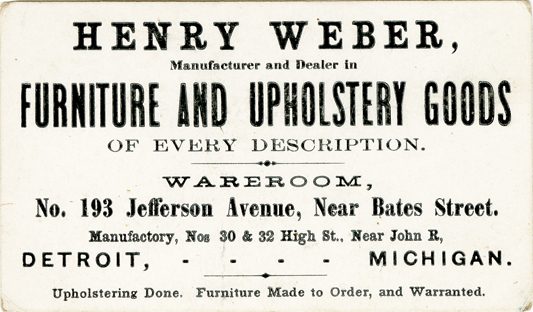 HENRY WEBER,
Manufacturer and Dealer in
FURNITURE AND UPHOLSTERY GOODS
OF EVERY DESCRIPTION.
WAREROOM,
No. 193 Jefferson Avenue, Near Bates Street.
Manufactory, Nos 30 & 32 High St., Near John R,
DETROIT, - - - - MICHIGAN.
Upholstering Done. Furniture Made to Order, and Warranted.